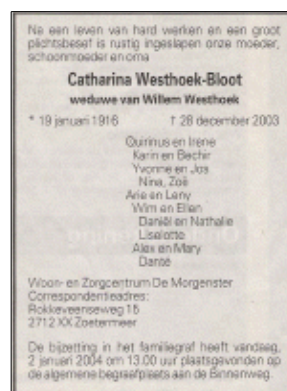 Na een leven van hard werken en een groot
plichtsbesef is rustig ingeslapen onze moeder,
schoonmoeder en oma
Catharina Westhoek-Bloot
weduwe van Willem Westhoek
* 19 januari 1916 † 28 december 2003
Quirinus en Irene
Karin en Bechir
Yvonne en Jos
Nina, Zoë
Arie en Leny
Wim en Ellen
Daniël en Nathalie
Liselotte
Alex en Mary
Danté
Woon- en Zorgcentrum De Morgenster
Correspondentieadres:
Rokkeveenseweg 15
2712 XX Zoetermeer
De bijzetting in het familiegraf heeft vandaag,
2 januari 2004 om 13.00 uur plaatsgevonden op
de algemene begraafplaats aan de Binnenweg.